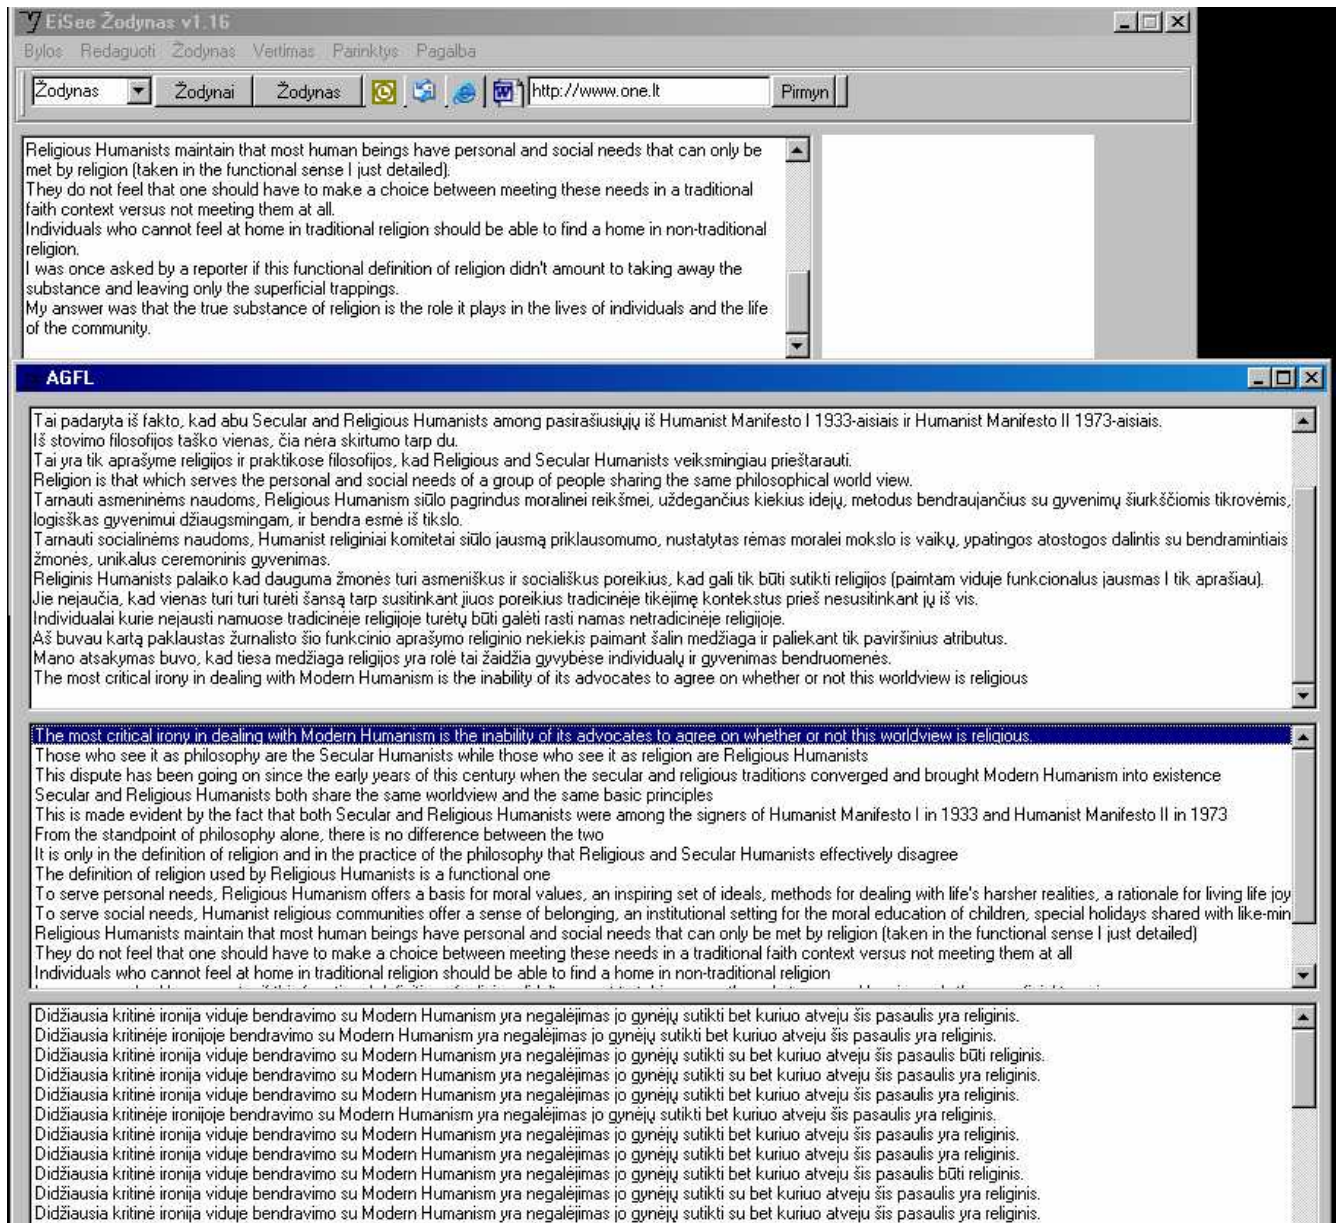 EiSee Žodynas v1.16
Bylos Redaguoti Žodynas Vertimas Parinktys Pagalba
Žodynas Žodynai Žodynas http://www.one.lt Pirmyn
Religious Humanists maintain that most human beings have personal and social needs that can only be
met by religion (taken in the functional sense I just detailed).
They do not feel that one should have to make a choice between meeting these needs in a traditional
faith context versus not meeting them at all.
Individuals who cannot feel at home in traditional religion should be able to find a home in non-traditional
religion.
I was once asked by a reporter if this functional definition of religion didn't amount to taking away the
substance and leaving only the superficial trappings.
My answer was that the true substance of religion is the role it plays in the lives of individuals and the life
of the community.
AGFL
Tai padaryta iš fakto, kad abu Secular and Religious Humanists among pasirašiusiųjų iš Humanist Manifesto I 1933-aisiais ir Humanist Manifesto II 1973-aisiais.
Iš stovimo filosofijos taško vienas, čia nėra skirtumo tarp du.
Tai yra tik aprašyme religijos ir praktikose filosofijos, kad Religious and Secular Humanists veiksmingiau prieštarauti.
Religion is that which serves the personal and social needs of a group of people sharing the same philosophical world view.
Tarnauti asmeninėms naudoms, Religious Humanism siūlo pagrindus moralinei reikšmei, uždegančius kiekius idejų, metodus bendraujančius su gyvenimų šiurkščiomis tikrovėmis,
logisškas gyvenimui džiaugsmingam, ir bendra esmė iš tikslo.
Tarnauti socialinėms naudoms, Humanist religiniai komitetai siūlo jausmą priklausomumo, nustatytas rėmas moralei mokslo is vaikų, ypatingos atostogos dalintis su bendramintiais
žmonės, unikalus ceremoninis gyvenimas.
Religinis Humanists palaiko kad dauguma žmonės turi asmeniškus ir sociališkus poreikius, kad gali tik būti sutikti religijos (paimtam viduje funkcionalus jausmas I tik aprašiau).
Jie nejaučia, kad vienas turi turi turėti šansą tarp susitinkant jiuos poreikius tradicinėje tikėjimę kontekstus prieš nesusitinkant jų iš vis.
Individualai kurie nejausti namuose tradicinėje religijoje turėtų būti galėti rasti namas netradicinėje religijoje.
Aš buvau kartą paklaustas žurnalisto šio funkcinio aprašymo religinio nekiekis paimant šalin medžiaga ir paliekant tik paviršinius atributus.
Mano atsakymas buvo, kad tiesa medžiaga religijos yra rolė tai žaidžia gyvybėse individualų ir gyvenimas bendruomenės.
The most critical irony in dealing with Modern Humanism is the inability of its advocates to agree on whether or not this worldview is religious
The most critical irony in dealing with Modern Humanism is the inability of its advocates to agree on whether or not this worldview is religious.
Those who see it as philosophy are the Secular Humanists while those who see it as religion are Religious Humanists
This dispute has been going on since the early years of this century when the secular and religious traditions converged and brought Modern Humanism into existence
Secular and Religious Humanists both share the same worldview and the same basic principles
This is made evident by the fact that both Secular and Religious Humanists were among the signers of Humanist Manifesto I in 1933 and Humanist Manifesto II in 1973
From the standpoint of philosophy alone, there is no difference between the two
It is only in the definition of religion and in the practice of the philosophy that Religious and Secular Humanists effectively disagree
The definition of religion used by Religious Humanists is a functional one
To serve personal needs, Religious Humanism offers a basis for moral values, an inspiring set of ideals, methods for dealing with life's harsher realities, a rationale for living life joy
To serve social needs, Humanist religious communities offer a sense of belonging, an institutional setting for the moral education of children, special holidays shared with like-min
Religious Humanists maintain that most human beings have personal and social needs that can only be met by religion (taken in the functional sense I just detailed)
They do not feel that one should have to make a choice between meeting these needs in a traditional faith context versus not meeting them at all
Individuals who cannot feel at home in traditional religion should be able to find a home in non-traditional religion
Didžiausia kritinė ironija viduje bendravimo su Modern Humanism yra negalėjimas jo gynėjų sutikti bet kuriuo atveju šis pasaulis yra religinis.
Didžiausia kritinėje ironijoje bendravimo su Modern Humanism yra negalėjimas jo gynėjų sutikti bet kuriuo atveju šis pasaulis yra religinis.
Didžiausia kritinė ironija viduje bendravimo su Modern Humanism yra negalėjimas jo gynėjų sutikti su bet kuriuo atveju šis pasaulis būti religinis.
Didžiausia kritinė ironija viduje bendravimo su Modern Humanism yra negalėjimas jo gynėjų sutikti su bet kuriuo atveju šis pasaulis yra religinis.
Didžiausia kritinė ironija viduje bendravimo su Modern Humanism yra negalėjimas jo gynėjų sutikti bet kuriuo atveju šis pasaulis yra religinis.
Didžiausia kritinėje ironijoje bendravimo su Modern Humanism yra negalėjimas jo gynėjų sutikti bet kuriuo atveju šis pasaulis yra religinis.
Didžiausia kritinė ironija viduje bendravimo su Modern Humanism yra negalėjimas jo gynėjų sutikti bet kuriuo atveju šis pasaulis yra religinis.
Didžiausia kritinė ironija viduje bendravimo su Modern Humanism yra negalėjimas jo gynėjų sutikti bet kuriuo atveju šis pasaulis yra religinis.
Didžiausia kritinė ironija viduje bendravimo su Modern Humanism yra negalėjimas jo gynėjų sutikti bet kuriuo atveju šis pasaulis būti religinis.
Didžiausia kritinė ironija viduje bendravimo su Modern Humanism yra negalėjimas jo gynėjų sutikti su bet kuriuo atveju šis pasaulis yra religinis.
Didžiausia kritinė ironija viduje bendravimo su Modern Humanism yra negalėjimas jo gynėjų sutikti su bet kuriuo atveju šis pasaulis yra religinis.